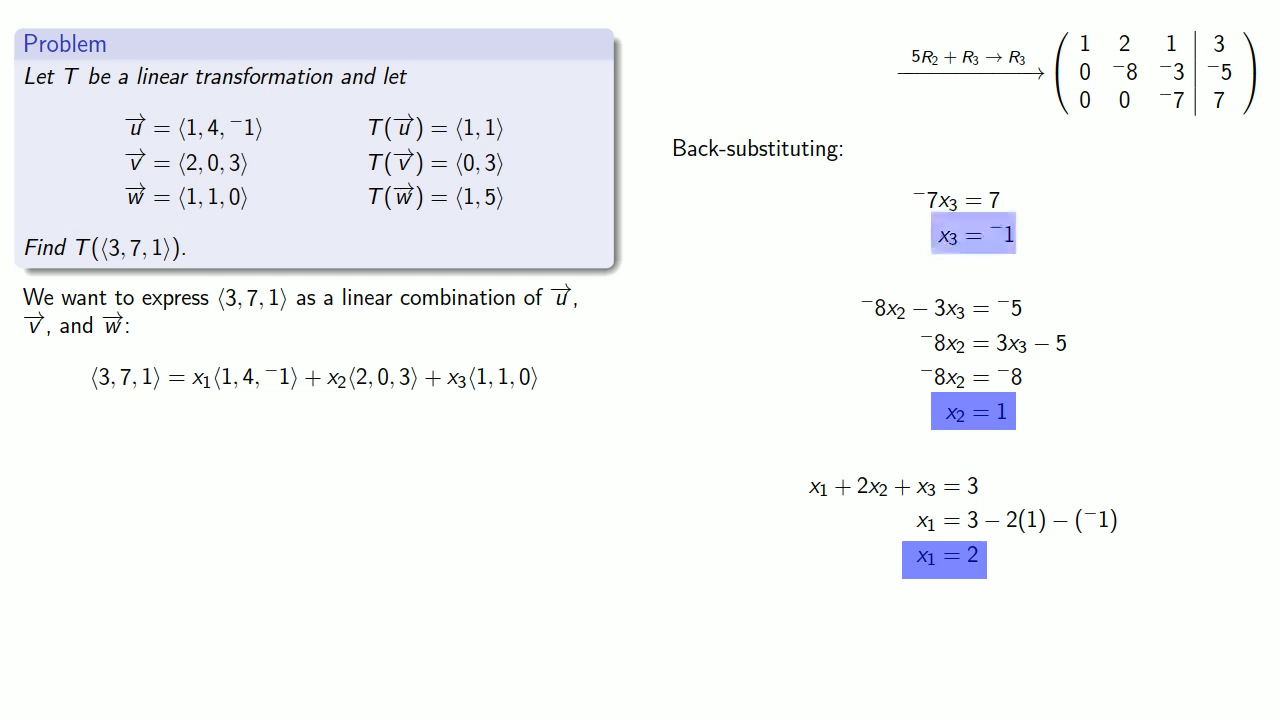 Problem
Let T be a linear transformation and let
u⃗ = ⟨1, 4, ⁻1⟩ T(u⃗) = ⟨1, 1⟩
v⃗ = ⟨2, 0, 3⟩ T(v⃗) = ⟨0, 3⟩
w⃗ = ⟨1, 1, 0⟩ T(w⃗) = ⟨1, 5⟩
Find T(⟨3, 7, 1⟩).
We want to express ⟨3, 7, 1⟩ as a linear combination of u⃗,
v⃗, and w⃗:
⟨3, 7, 1⟩ = x₁⟨1, 4, ⁻1⟩ + x₂⟨2, 0, 3⟩ + x₃⟨1, 1, 0⟩
5R₂ + R₃ → R₃
1 2 1 | 3
0 ⁻8 ⁻3 | ⁻5
0 0 ⁻7 | 7
Back-substituting:
⁻7x₃ = 7
x₃ = ⁻1
⁻8x₂ − 3x₃ = ⁻5
⁻8x₂ = 3x₃ − 5
⁻8x₂ = ⁻8
x₂ = 1
x₁ + 2x₂ + x₃ = 3
x₁ = 3 − 2(1) − (⁻1)
x₁ = 2